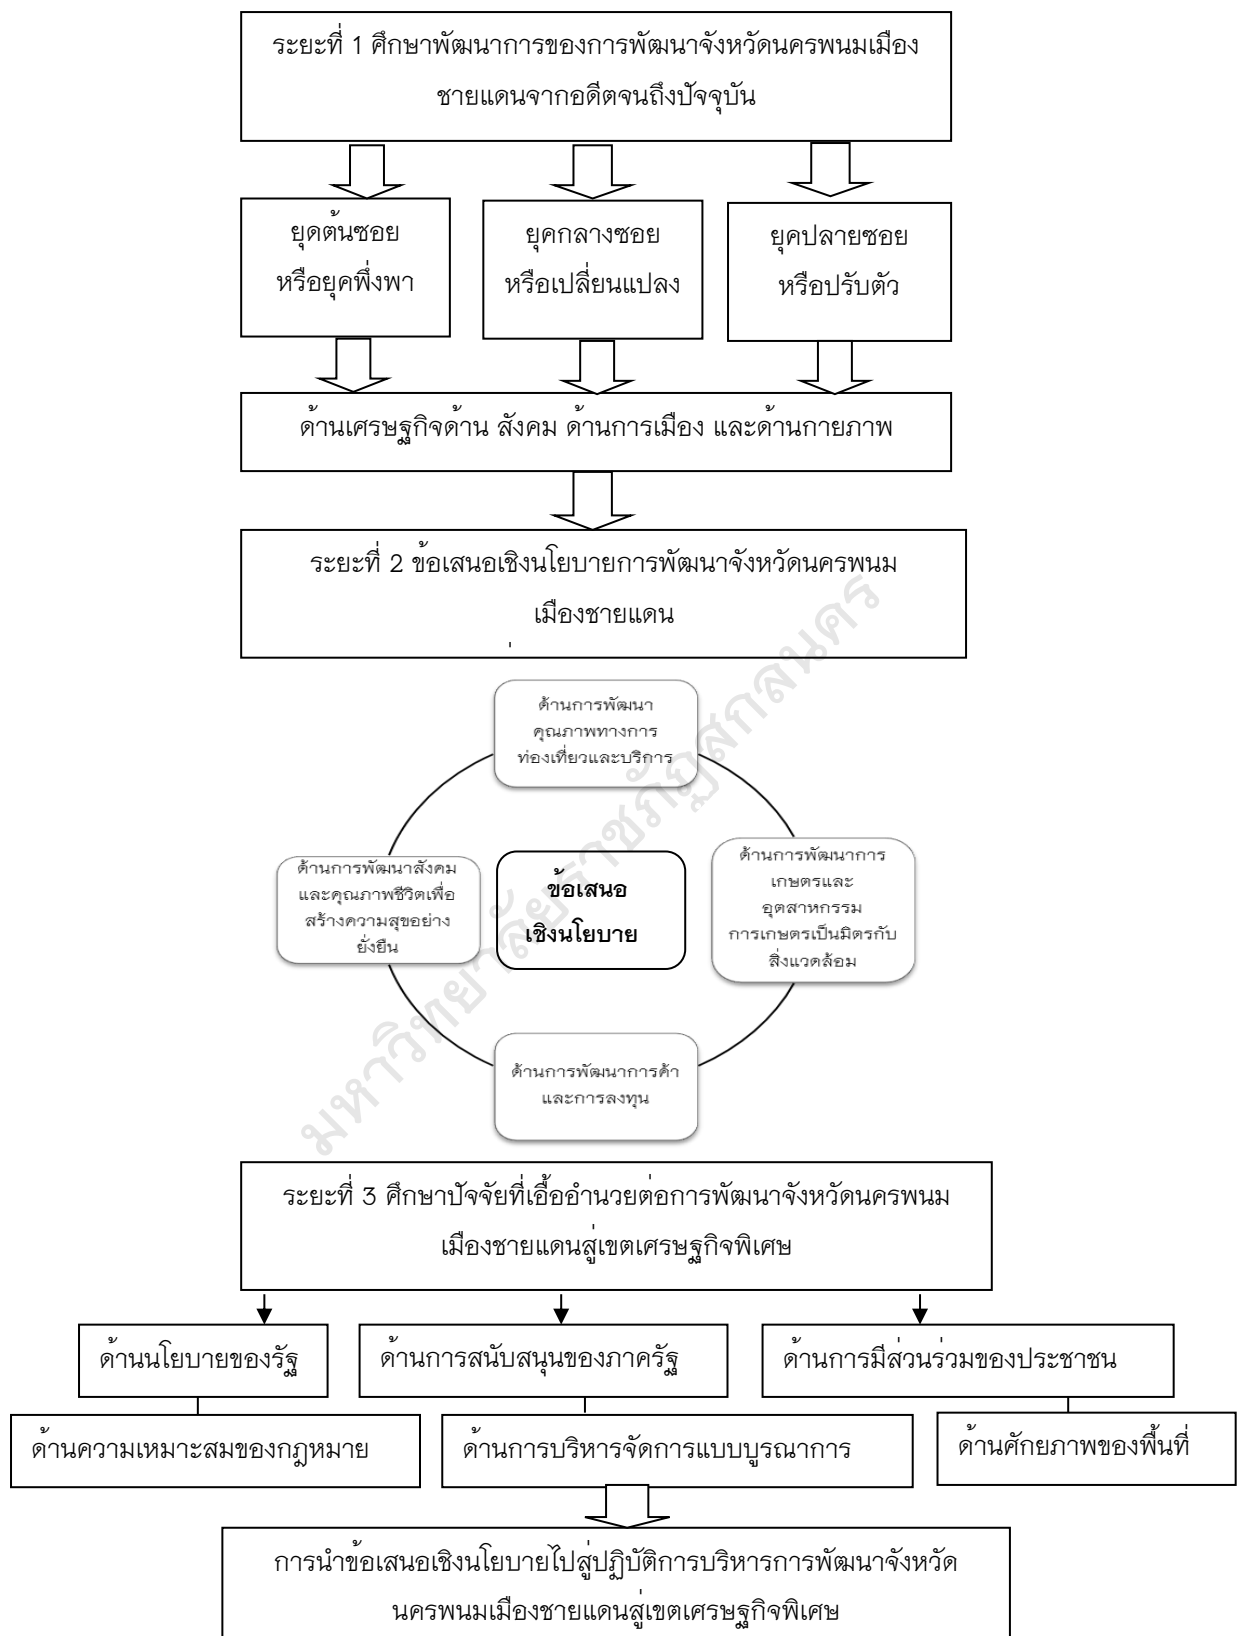 ระยะที่ 1 ศึกษาพัฒนาการของการพัฒนาจังหวัดนครพนมเมือง
ชายแดนจากอดีตจนถึงปัจจุบัน
ยุดต้นซอย
หรือยุคพึ่งพา
ยุคกลางซอย
หรือเปลี่ยนแปลง
ยุคปลายซอย
หรือปรับตัว
ด้านเศรษฐกิจด้าน สังคม ด้านการเมือง และด้านกายภาพ
ระยะที่ 2 ข้อเสนอเชิงนโยบายการพัฒนาจังหวัดนครพนม
เมืองชายแดน
ด้านการพัฒนา
คุณภาพทางการ
ท่องเที่ยวและบริการ
ด้านการพัฒนาสังคม
และคุณภาพชีวิตเพื่อ
สร้างความสุขอย่าง
ยั่งยืน
ข้อเสนอ
เชิงนโยบาย
ด้านการพัฒนาการ
เกษตรและ
อุตสาหกรรม
การเกษตรเป็นมิตรกับ
สิ่งแวดล้อม
ด้านการพัฒนาการค้า
และการลงทุน
มหาวิทยาลัยราชภัฏสกลนคร
ระยะที่ 3 ศึกษาปัจจัยที่เอื้ออำนวยต่อการพัฒนาจังหวัดนครพนม
เมืองชายแดนสู่เขตเศรษฐกิจพิเศษ
ด้านนโยบายของรัฐ
ด้านการสนับสนุนของภาครัฐ
ด้านการมีส่วนร่วมของประชาชน
ด้านความเหมาะสมของกฎหมาย
ด้านการบริหารจัดการแบบบูรณาการ
ด้านศักยภาพของพื้นที่
การนำข้อเสนอเชิงนโยบายไปสู่ปฏิบัติการบริหารการพัฒนาจังหวัด
นครพนมเมืองชายแดนสู่เขตเศรษฐกิจพิเศษ